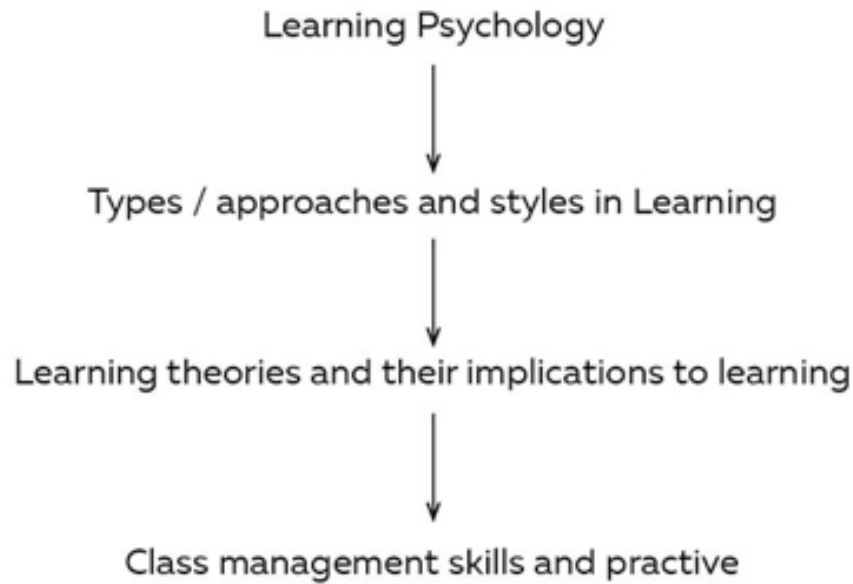 Learning Psychology
Types / approaches and styles in Learning
Learning theories and their implications to learning
Class management skills and practive